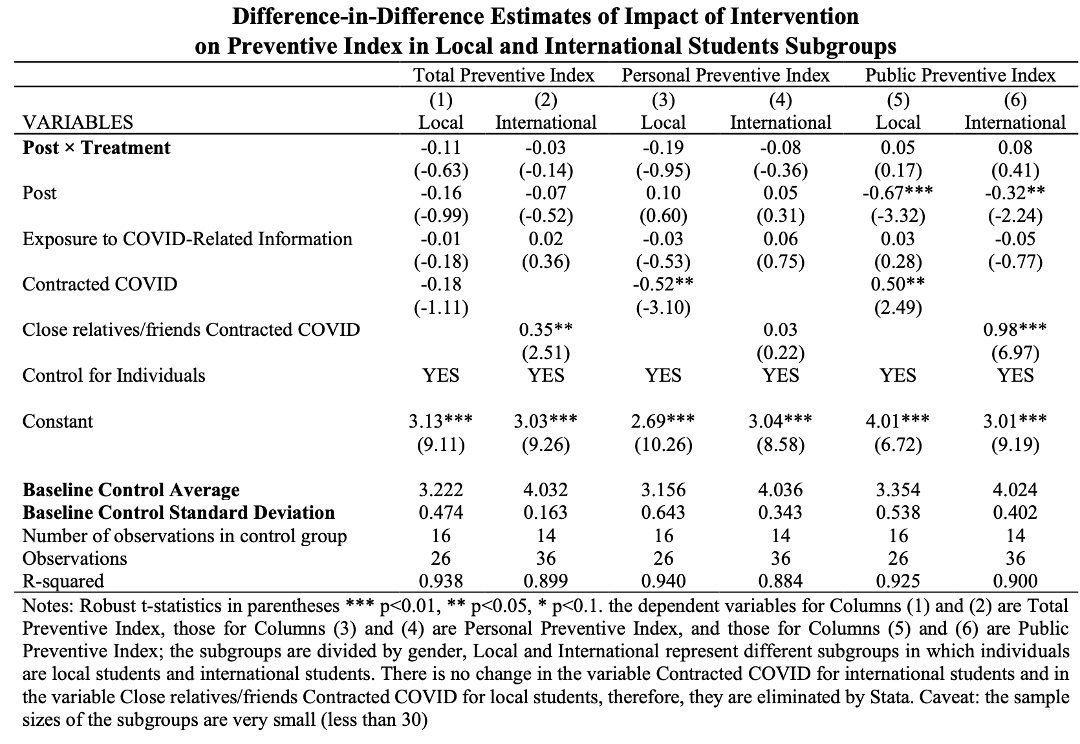 Difference-in-Difference Estimates of Impact of Intervention
on Preventive Index in Local and International Students Subgroups
Total Preventive Index Personal Preventive Index Public Preventive Index
(1) (2) (3) (4) (5) (6)
VARIABLES Local International Local International Local International
Post × Treatment -0.11 -0.03 -0.19 -0.08 0.05 0.08
(-0.63) (-0.14) (-0.95) (-0.36) (0.17) (0.41)
Post -0.16 -0.07 0.10 0.05 -0.67*** -0.32**
(-0.99) (-0.52) (0.60) (0.31) (-3.32) (-2.24)
Exposure to COVID-Related Information -0.01 0.02 -0.03 0.06 0.03 -0.05
(-0.18) (0.36) (-0.53) (0.75) (0.28) (-0.77)
Contracted COVID -0.18 -0.52** 0.50**
(-1.11) (-3.10) (2.49)
Close relatives/friends Contracted COVID 0.35** 0.03 0.98***
(2.51) (0.22) (6.97)
Control for Individuals YES YES YES YES YES YES
Constant 3.13*** 3.03*** 2.69*** 3.04*** 4.01*** 3.01***
(9.11) (9.26) (10.26) (8.58) (6.72) (9.19)
Baseline Control Average 3.222 4.032 3.156 4.036 3.354 4.024
Baseline Control Standard Deviation 0.474 0.163 0.643 0.343 0.538 0.402
Number of observations in control group 16 14 16 14 16 14
Observations 26 36 26 36 26 36
R-squared 0.938 0.899 0.940 0.884 0.925 0.900
Notes: Robust t-statistics in parentheses *** p<0.01, ** p<0.05, * p<0.1. the dependent variables for Columns (1) and (2) are Total
Preventive Index, those for Columns (3) and (4) are Personal Preventive Index, and those for Columns (5) and (6) are Public
Preventive Index; the subgroups are divided by gender, Local and International represent different subgroups in which individuals
are local students and international students. There is no change in the variable Contracted COVID for international students and in
the variable Close relatives/friends Contracted COVID for local students, therefore, they are eliminated by Stata. Caveat: the sample
sizes of the subgroups are very small (less than 30)